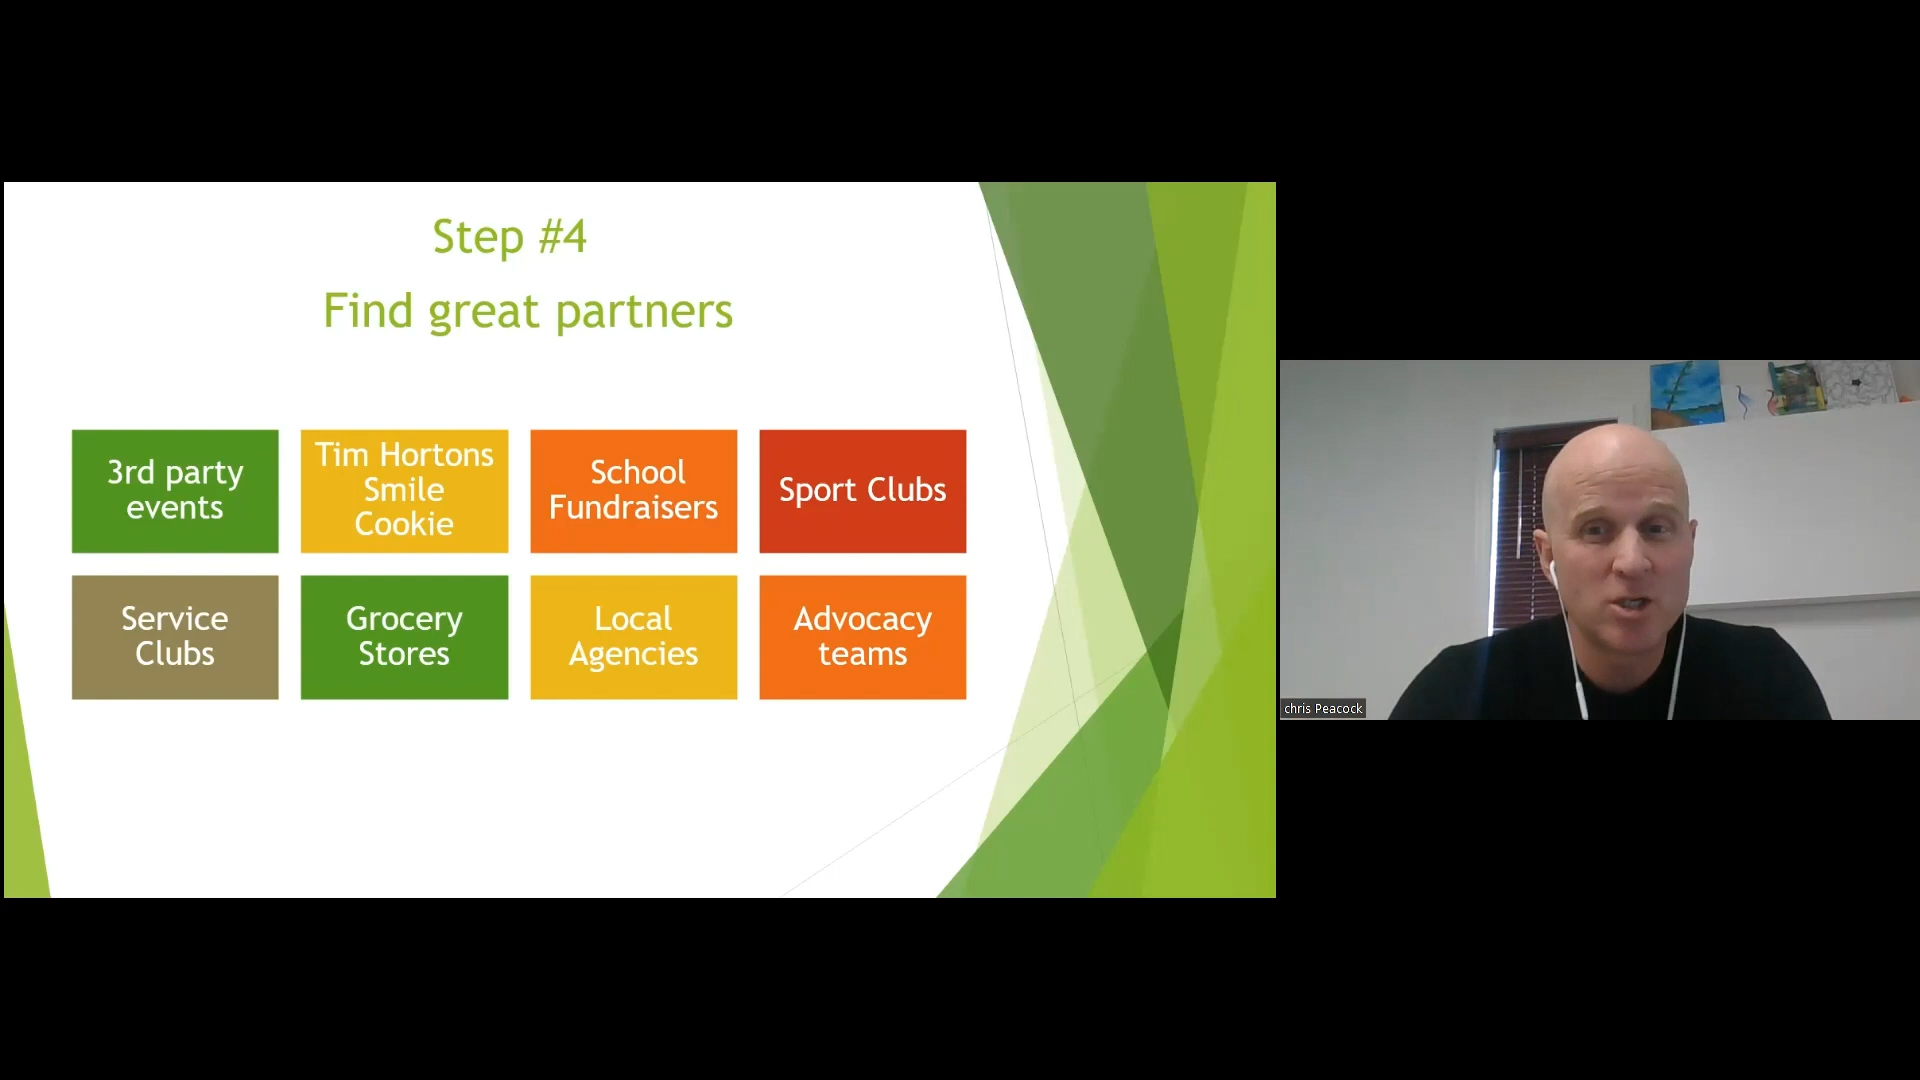 Step #4
Find great partners
3rd party
events
Tim Hortons
Smile
Cookie
School
Fundraisers
Sport Clubs
Service
Clubs
Grocery
Stores
Local
Agencies
Advocacy
teams
chris Peacock